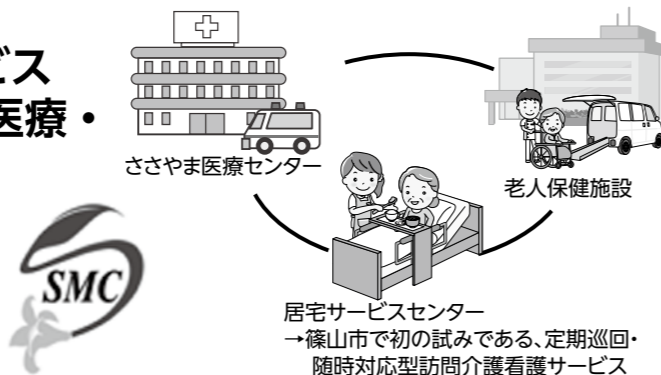 ビス
医療・
ささやま医療センター
老人保健施設
SMC
居宅サービスセンター
→篠山市で初の試みである、定期巡回・
随時対応型訪問介護看護サービス